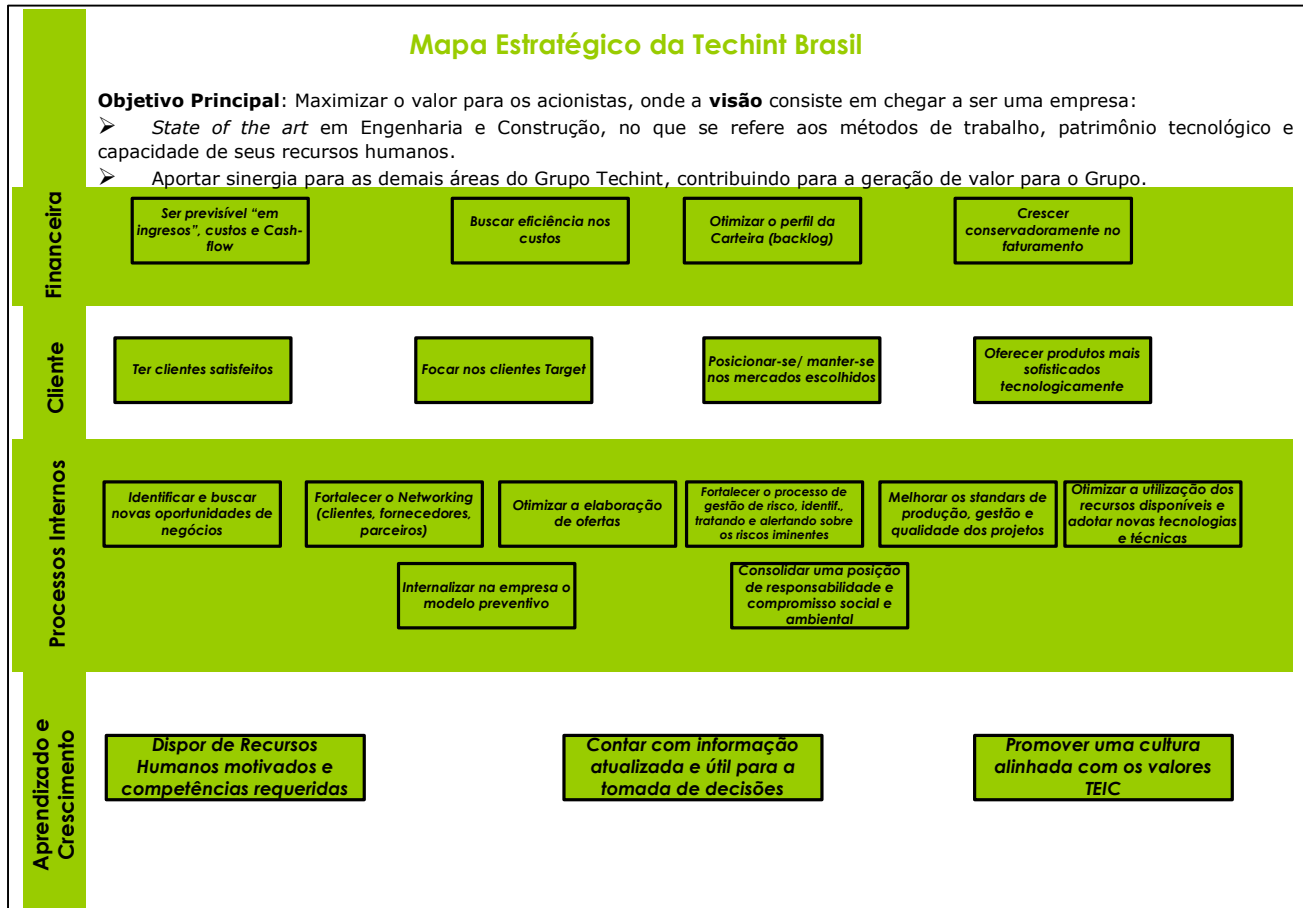 Mapa Estratégico da Techint Brasil
Objetivo Principal: Maximizar o valor para os acionistas, onde a visão consiste em chegar a ser uma empresa:
➢ State of the art em Engenharia e Construção, no que se refere aos métodos de trabalho, patrimônio tecnológico e
capacidade de seus recursos humanos.
➢ Aportar sinergia para as demais áreas do Grupo Techint, contribuindo para a geração de valor para o Grupo.
Financeira
Ser previsível “em
ingresos”, custos e Cash-
flow
Buscar eficiência nos
custos
Otimizar o perfil da
Carteira (backlog)
Crescer
conservadoramente no
faturamento
Cliente
Ter clientes satisfeitos
Focar nos clientes Target
Posicionar-se/ manter-se
nos mercados escolhidos
Oferecer produtos mais
sofisticados
tecnologicamente
Processos Internos
Identificar e buscar
novas oportunidades de
negócios
Fortalecer o Networking
(clientes, fornecedores,
parceiros)
Otimizar a elaboração
de ofertas
Fortalecer o processo de
gestão de risco, identif.,
tratando e alertando sobre
os riscos iminentes
Melhorar os standars de
produção, gestão e
qualidade dos projetos
Otimizar a utilização dos
recursos disponíveis e
adotar novas tecnologias
e técnicas
Internalizar na empresa o
modelo preventivo
Consolidar uma posição
de responsabilidade e
compromisso social e
ambiental
Aprendizado e
Crescimento
Dispor de Recursos
Humanos motivados e
competências requeridas
Contar com informação
atualizada e útil para a
tomada de decisões
Promover uma cultura
alinhada com os valores
TEIC